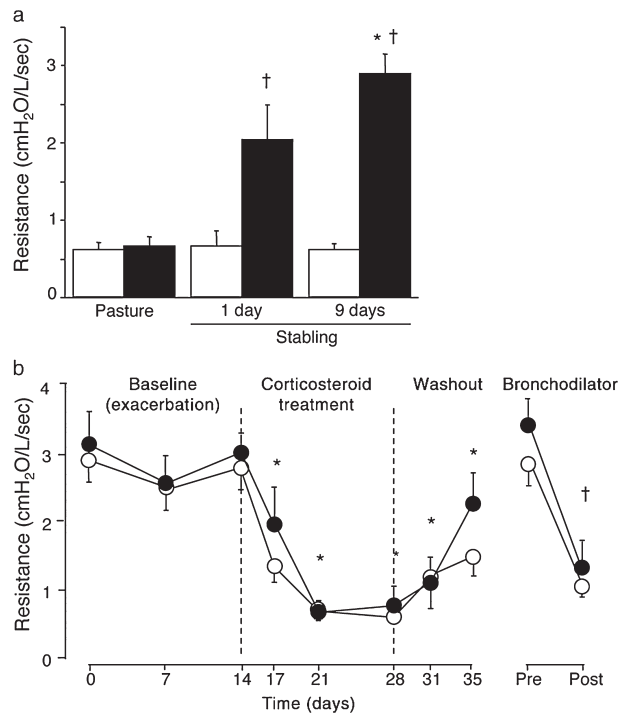 a
Resistance (cmH2O/L/sec)
3
2
1
0
†
* †
Pasture
1 day
9 days
Stabling
b
Resistance (cmH2O/L/sec)
4
3
2
1
0
Baseline
(exacerbation)
Corticosteroid
treatment
Washout
Bronchodilator
*
*
*
*
*
†
0
7
14
17
21
28
31
35
Pre
Post
Time (days)